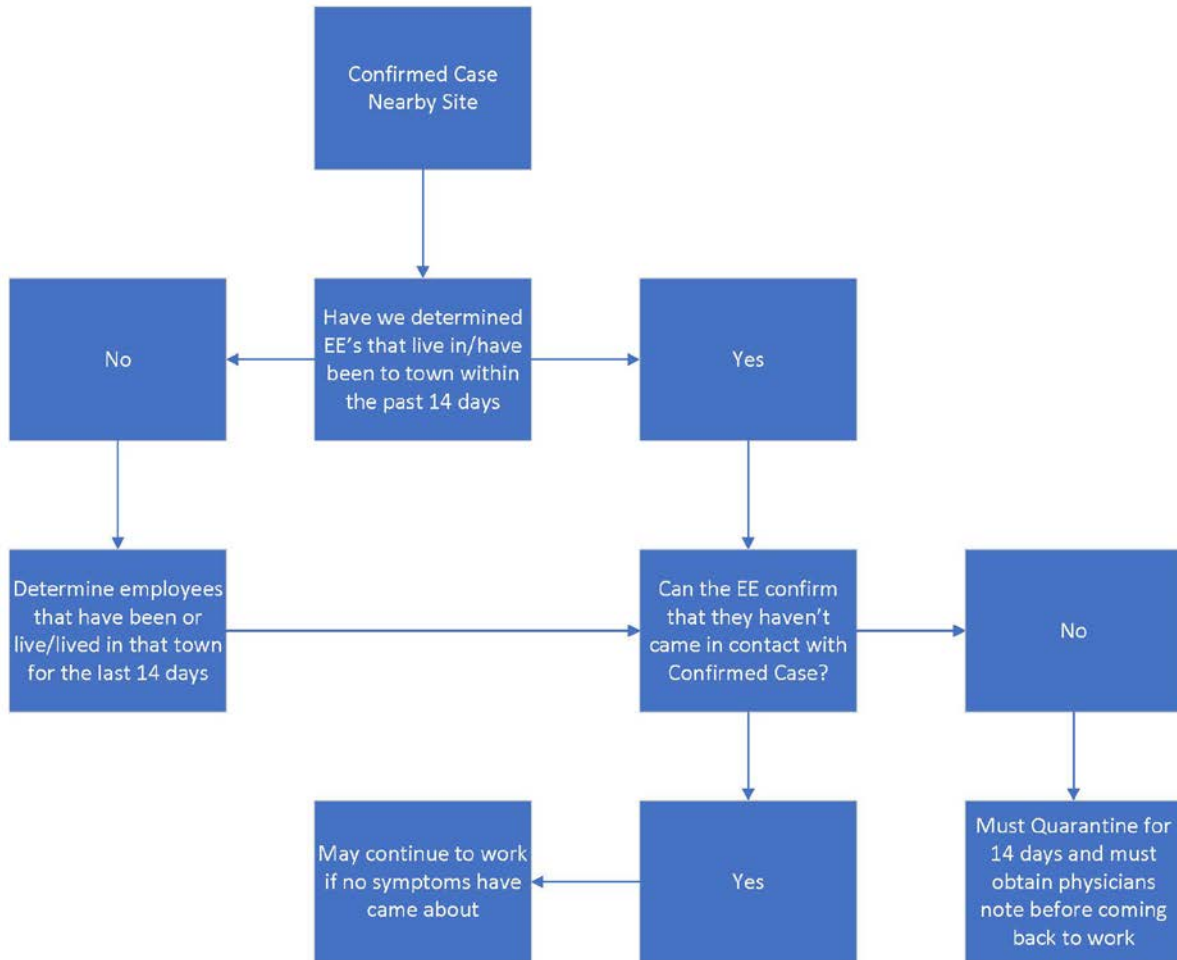 Confirmed Case
Nearby Site
No
Have we determined
EE's that live in/have
been to town within
the past 14 days
Yes
Determine employees
that have been or
live/lived in that town
for the last 14 days
Can the EE confirm
that they haven't
came in contact with
Confirmed Case?
No
May continue to work
if no symptoms have
came about
Yes
Must Quarantine for
14 days and must
obtain physicians
note before coming
back to work